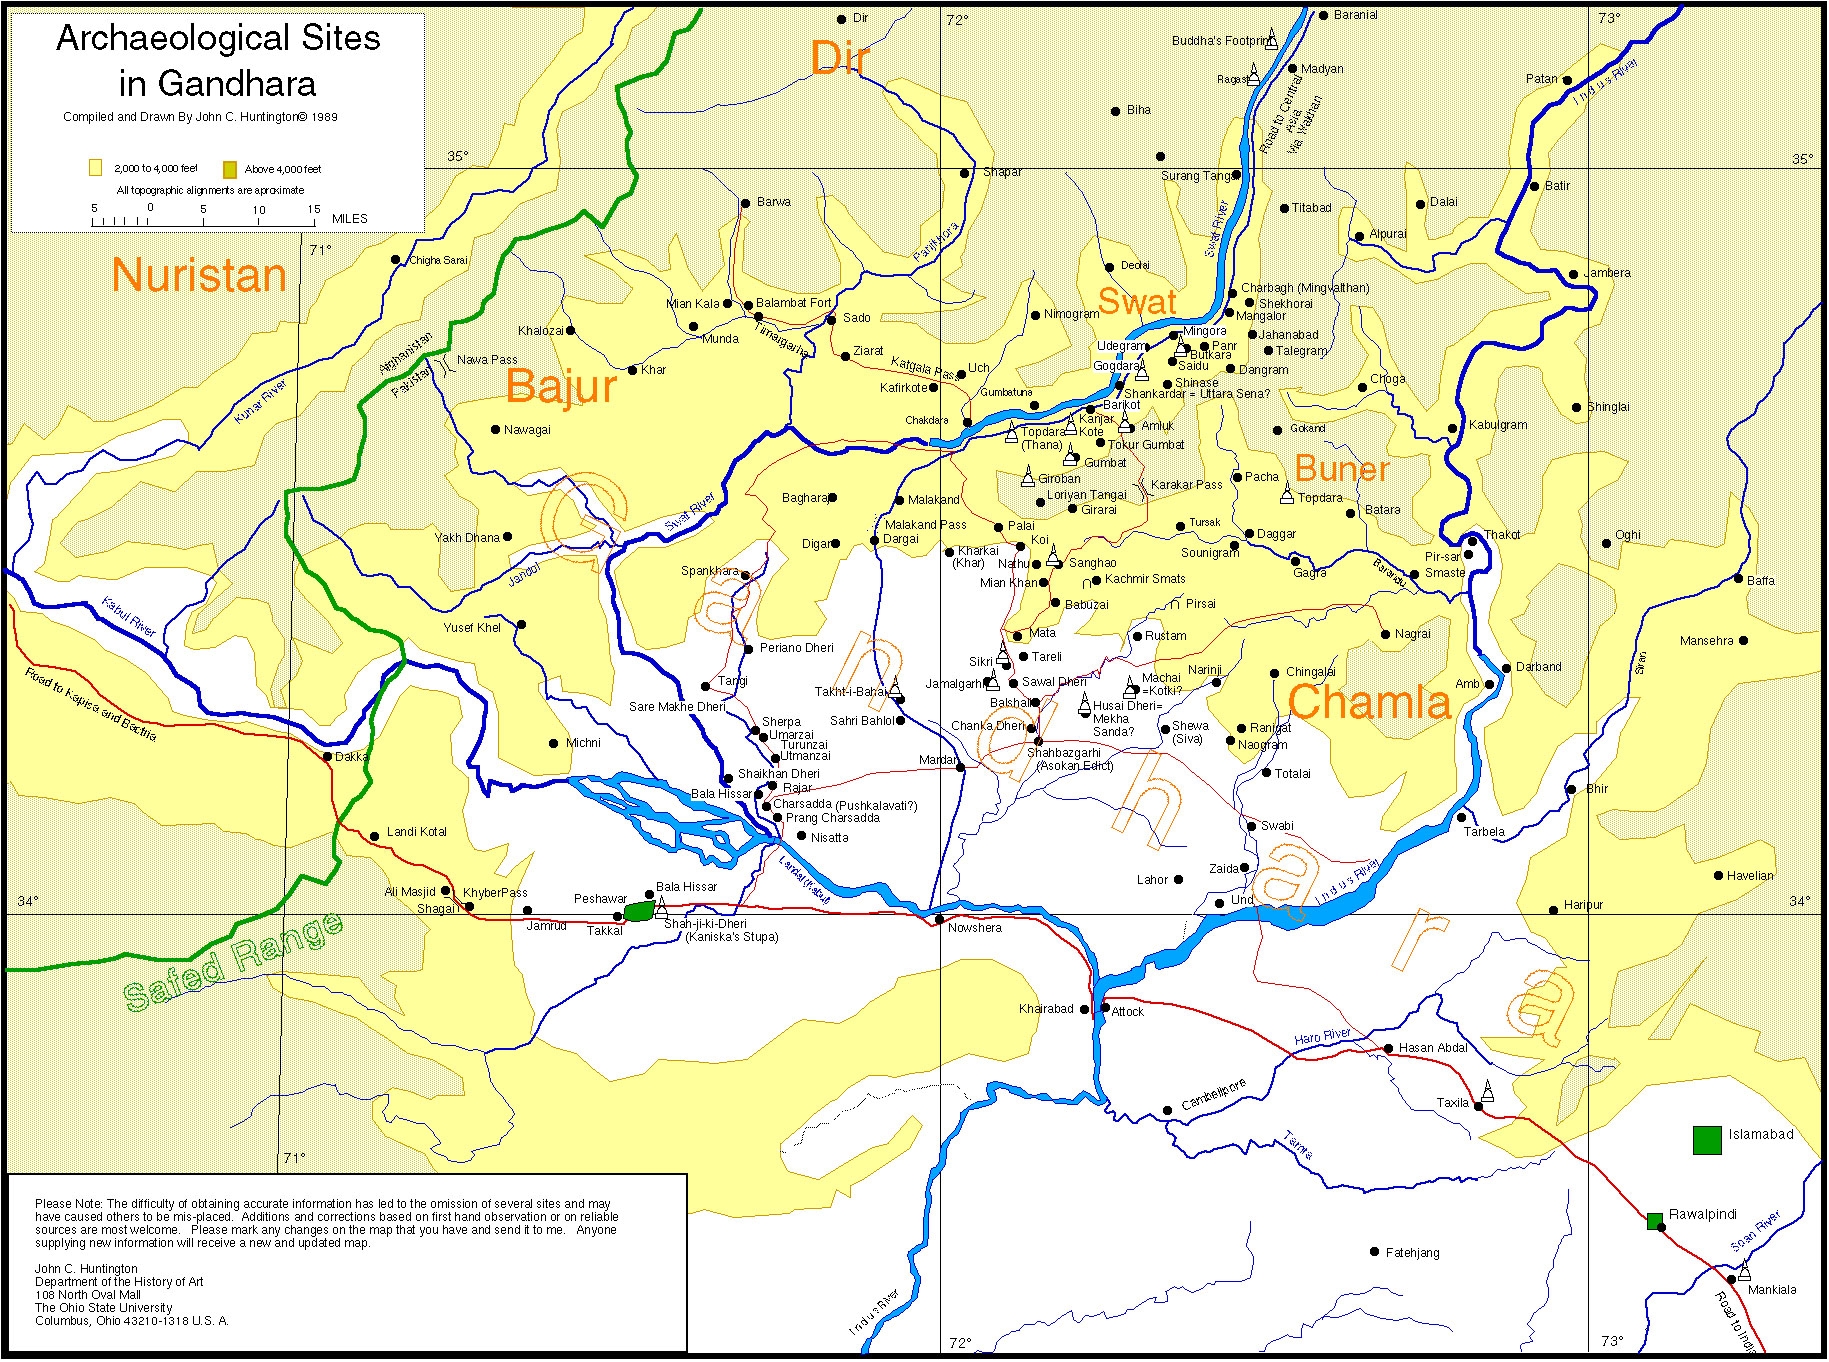 Archaeological Sites
in Gandhara
Compiled and Drawn By John C. Huntington© 1989
2,000 to 4,000 feet
Above 4,000 feet
All topographic alignments are aproximate
5 0 5 10 15 MILES
Dir
Dir
72°
73°
Baranial
Buddha's Footprint
Ragast
Madyan
Road to Central
Asia
Via Wakhan
Patan
Indus River
Biha
35°
35°
Surang Tangai
Shapar
Batir
Barwa
Titabad
Dalai
Alpurai
Panjkhora
Swat River
71°
Nuristan
Chigha Sarai
Deolai
Jambera
Swat
Charbagh (Mingvalthan)
Shekhorai
Mangalor
Mian Kala
Balambat Fort
Nimogram
Khalozai
Munda
Timargarha
Sado
Mingora
Jahanabad
Afghanistan
Pakistan
Nawa Pass
Udegram
Panr
Butkara
Talegram
Ziarat
Katgala Pass
Uch
Gogdara
Saidu
Dangram
Khar
Bajur
Kafirkote
Gumbatuna
Shinase
Shankardar = Uttara Sena?
Choga
Kunar River
Barikot
Shinglai
Chakdara
Kanjar
Kote
Topdara
(Thana)
Amluk
Tokur Gumbat
Gokand
Kabulgram
Nawagai
Gumbat
Buner
Giroban
Karakar Pass
Pacha
Topdara
Baghara
Malakand
Loriyan Tangai
Girarai
Batara
Swat River
Malakand Pass
Palai
Tursak
Yakh Dhana
Digar
Dargai
Koi
Sounigram
Daggar
Thakot
Oghi
Kharkai
(Khar)
Nathu
Sanghao
Pir-sar
Smaste
Jandol
Spankhara
Mian Khan
Kachmir Smats
Gagra
Barandu
Baffa
Babuzai
Pirsai
Kabul River
Yusef Khel
Mata
Rustam
Nagrai
Mansehra
Periano Dheri
Tareli
Sikri
Siran
Road to Kapisa and Bactria
Tangi
Takht-i-Bahai
Jamalgarhi
Sawal Dheri
Machai
=Kotki?
Narinji
Chingalai
Darband
Amb
Sare Makhe Dheri
Balshai
Husai Dheri=
Mekha
Sanda?
Chamla
Sherpa
Umarzai
Sahri Bahlol
Chanka Dheri
Shewa
(Siva)
Ranigat
Naogram
Michni
Turunzai
Utmanzai
Shahbazgarhi
(Asokan Edict)
Dakka
Mardan
Shaikhan Dheri
Totalai
Bala Hissar
Rajar
Bhir
Charsadda (Pushkalavati?)
Prang Charsadda
Nisatta
Swabi
Tarbela
Landi Kotal
Landai (Kabul)
Zaida
Lahor
Indus River
Havelian
Ali Masjid
KhyberPass
Shagai
Bala Hissar
Peshawar
34°
34°
Und
Haripur
Jamrud
Takkal
Shah-ji-ki-Dheri
(Kaniska's Stupa)
Nowshera
Safed Range
Gandhara
Khairabad
Attock
Haro River
Hasan Abdal
Cambellpore
Taxila
Islamabad
Tamra
71°
Rawalpindi
Soan River
Fatehjang
Mankiala
Indus River
Road to India
72°
73°
Please Note: The difficulty of obtaining accurate information has led to the omission of several sites and may
have caused others to be mis-placed. Additions and corrections based on first hand observation or on reliable
sources are most welcome. Please mark any changes on the map that you have and send it to me. Anyone
supplying new information will receive a new and updated map.
John C. Huntington
Department of the History of Art
108 North Oval Mall
The Ohio State University
Columbus, Ohio 43210-1318 U.S. A.